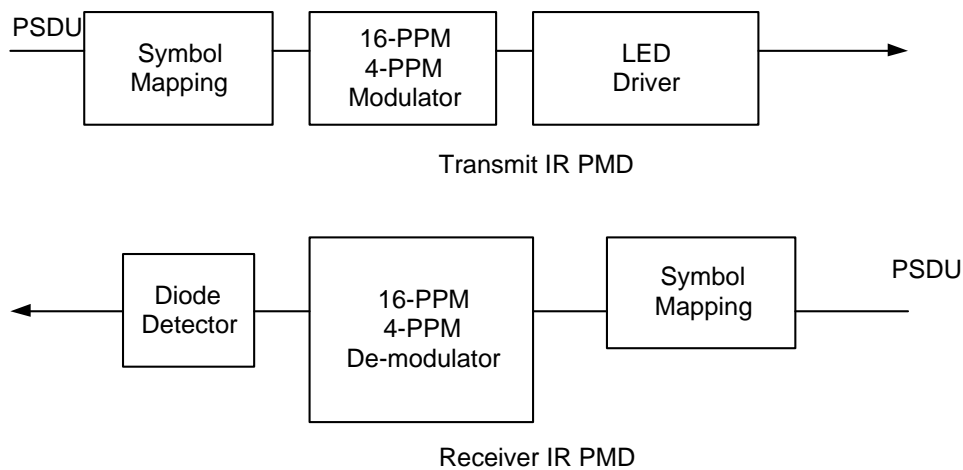 PSDU
Symbol
Mapping
16-PPM
4-PPM
Modulator
LED
Driver
Transmit IR PMD
Diode
Detector
16-PPM
4-PPM
De-modulator
Symbol
Mapping
PSDU
Receiver IR PMD